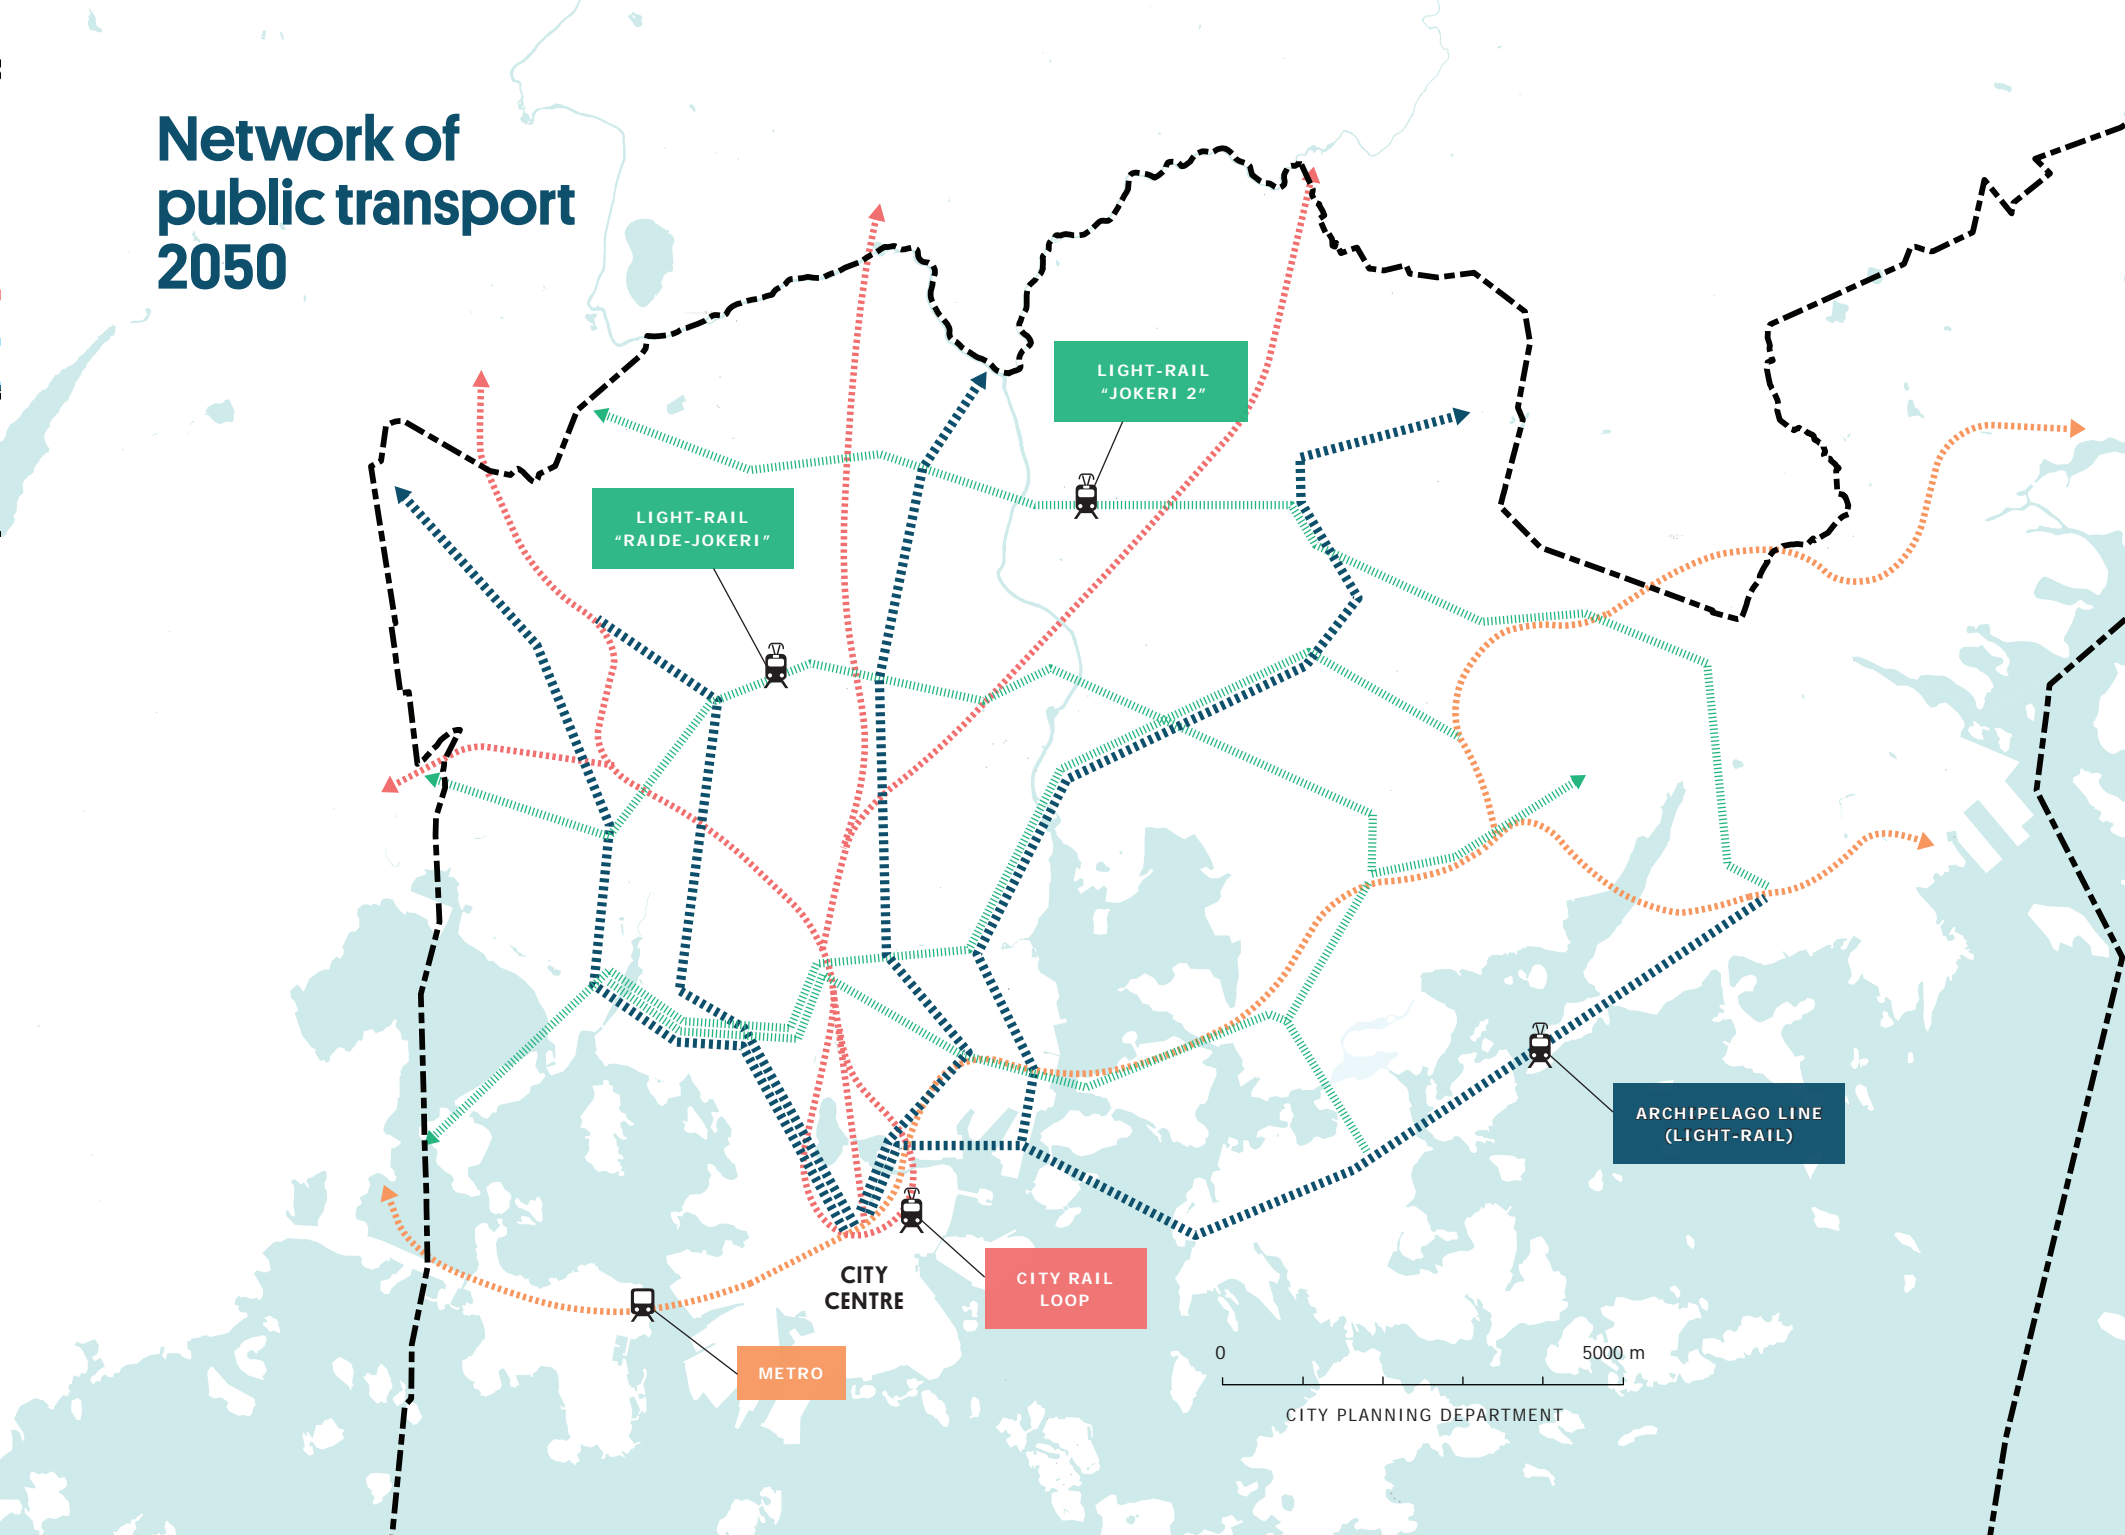 Network of
public transport
2050
LIGHT-RAIL
“JOKERI 2”
LIGHT-RAIL
“RAIDE-JOKERI”
ARCHIPELAGO LINE
(LIGHT-RAIL)
CITY
CENTRE
CITY RAIL
LOOP
METRO
0 5000 m
CITY PLANNING DEPARTMENT